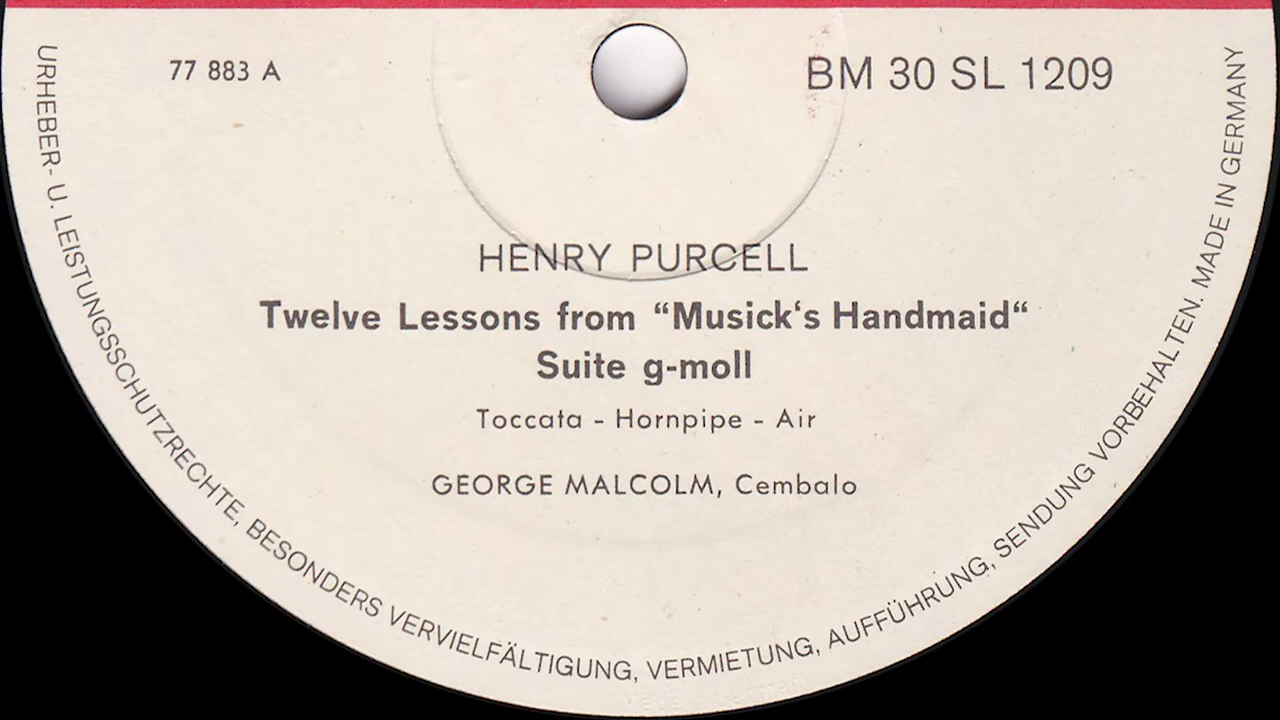 77 883 A
BM 30 SL 1209
HENRY PURCELL
Twelve Lessons from “Musick‘s Handmaid“
Suite g-moll
Toccata - Hornpipe - Air
GEORGE MALCOLM, Cembalo
URHEBER- U. LEISTUNGSSCHUTZRECHTE, BESONDERS VERVIELFÄLTIGUNG, VERMIETUNG, AUFFÜHRUNG, SENDUNG VORBEHALTEN. MADE IN GERMANY